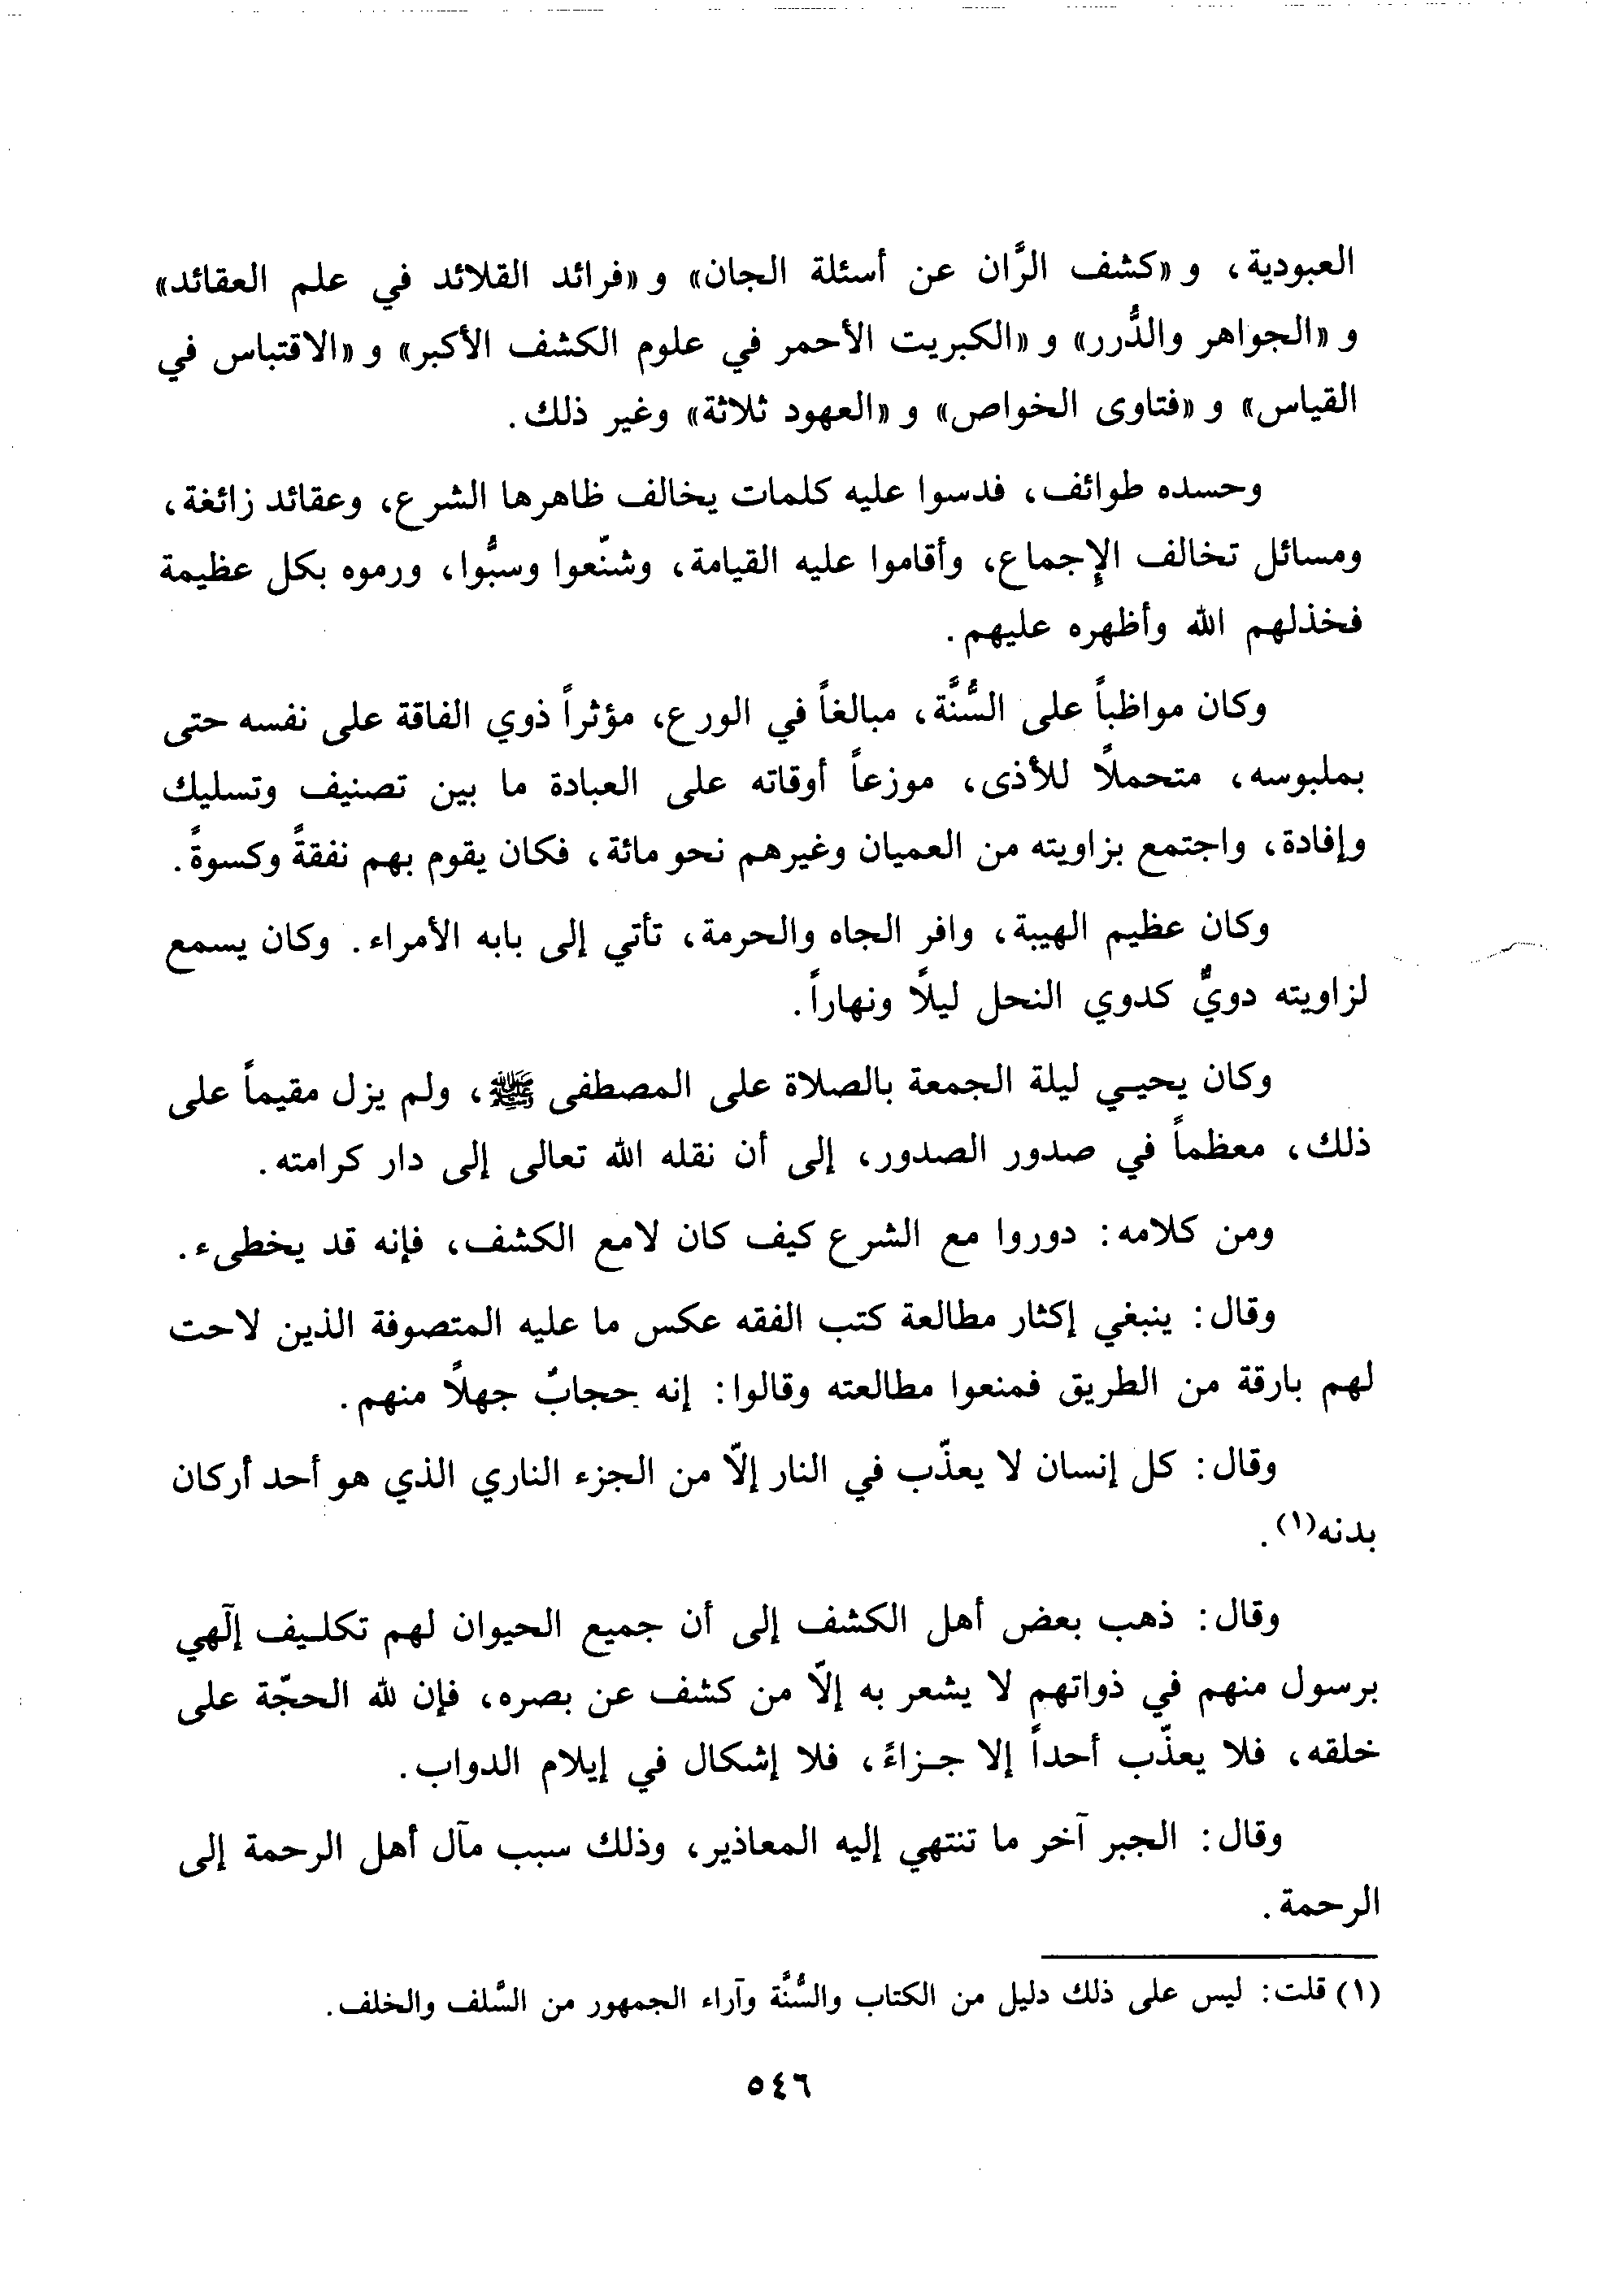 العبودية، و «كشف الرَّان عن أسئلة الجان» و «فرائد القلائد في علم العقائد»
و «الجواهر والدُّرر» و «الكبريت الأحمر في علوم الكشف الأكبر» و «الاقتباس في
القياس» و «فتاوى الخواص» و «العهود ثلاثة» وغير ذلك.
وحسده طوائف، فدسوا عليه كلمات يخالف ظاهرها الشرع، وعقائد زائغة،
ومسائل تخالف الإجماع، وأقاموا عليه القيامة، وشنّعوا وسبُّوا، ورموه بكل عظيمة
فخذلهم الله وأظهره عليهم.
وكان مواظباً على السُّنَّة، مبالغاً في الورع، مؤثراً ذوي الفاقة على نفسه حتى
بملبوسه، متحملاً للأذى، موزعاً أوقاته على العبادة ما بين تصنيف وتسليك
وإفادة، واجتمع بزاويته من العميان وغيرهم نحو مائة، فكان يقوم بهم نفقةً وكسوةً.
وكان عظيم الهيبة، وافر الجاه والحرمة، تأتي إلى بابه الأمراء. وكان يسمع
لزاويته دويٌّ كدوي النحل ليلاً ونهاراً.
وكان يحيـي ليلة الجمعة بالصلاة على المصطفى ﷺ، ولم يزل مقيماً على
ذلك، معظماً في صدور الصدور، إلى أن نقله الله تعالى إلى دار كرامته.
ومن كلامه: دوروا مع الشرع كيف كان لامع الكشف، فإنه قد يخطىء.
وقال: ينبغي إكثار مطالعة كتب الفقه عكس ما عليه المتصوفة الذين لاحت
لهم بارقة من الطريق فمنعوا مطالعته وقالوا: إنه حجابٌ جهلاً منهم.
وقال: كل إنسان لا يعذّب في النار إلاّ من الجزء الناري الذي هو أحد أركان
بدنه(١).
وقال: ذهب بعض أهل الكشف إلى أن جميع الحيوان لهم تكلـيف إلٓهي
برسول منهم في ذواتهم لا يشعر به إلاّ من كشف عن بصره، فإن لله الحجّة على
خلقه، فلا يعذّب أحداً إلا جـزاءً، فلا إشكال في إيلام الدواب.
وقال: الجبر آخر ما تنتهي إليه المعاذير، وذلك سبب مآل أهل الرحمة إلى
الرحمة.
(١) قلت: ليس على ذلك دليل من الكتاب والسُّنَّة وآراء الجمهور من السَّلف والخلف.
٥٤٦